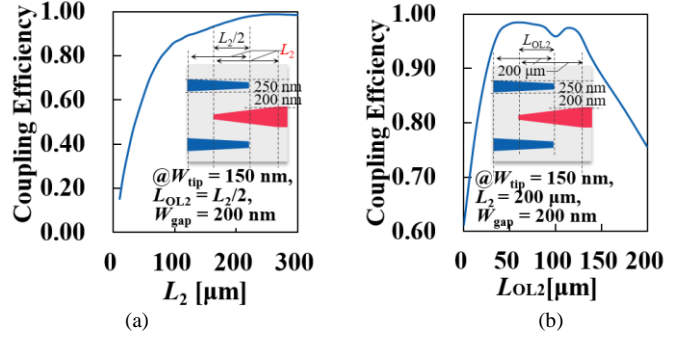 Coupling Efficiency
1.00
0.80
0.60
0.40
0.20
0.00
L2/2
L2
250 nm
200 nm
@Wtip = 150 nm,
LOL2 = L2/2,
Wgap = 200 nm
0 100 200 300
L2 [μm]
(a)
Coupling Effciency
1.00
0.90
0.80
0.70
0.60
LOL2
200 μm
250 nm
200 nm
@Wtip = 150 nm,
L2 = 200 μm,
Wgap = 200 nm
0 50 100 150 200
LOL2[μm]
(b)